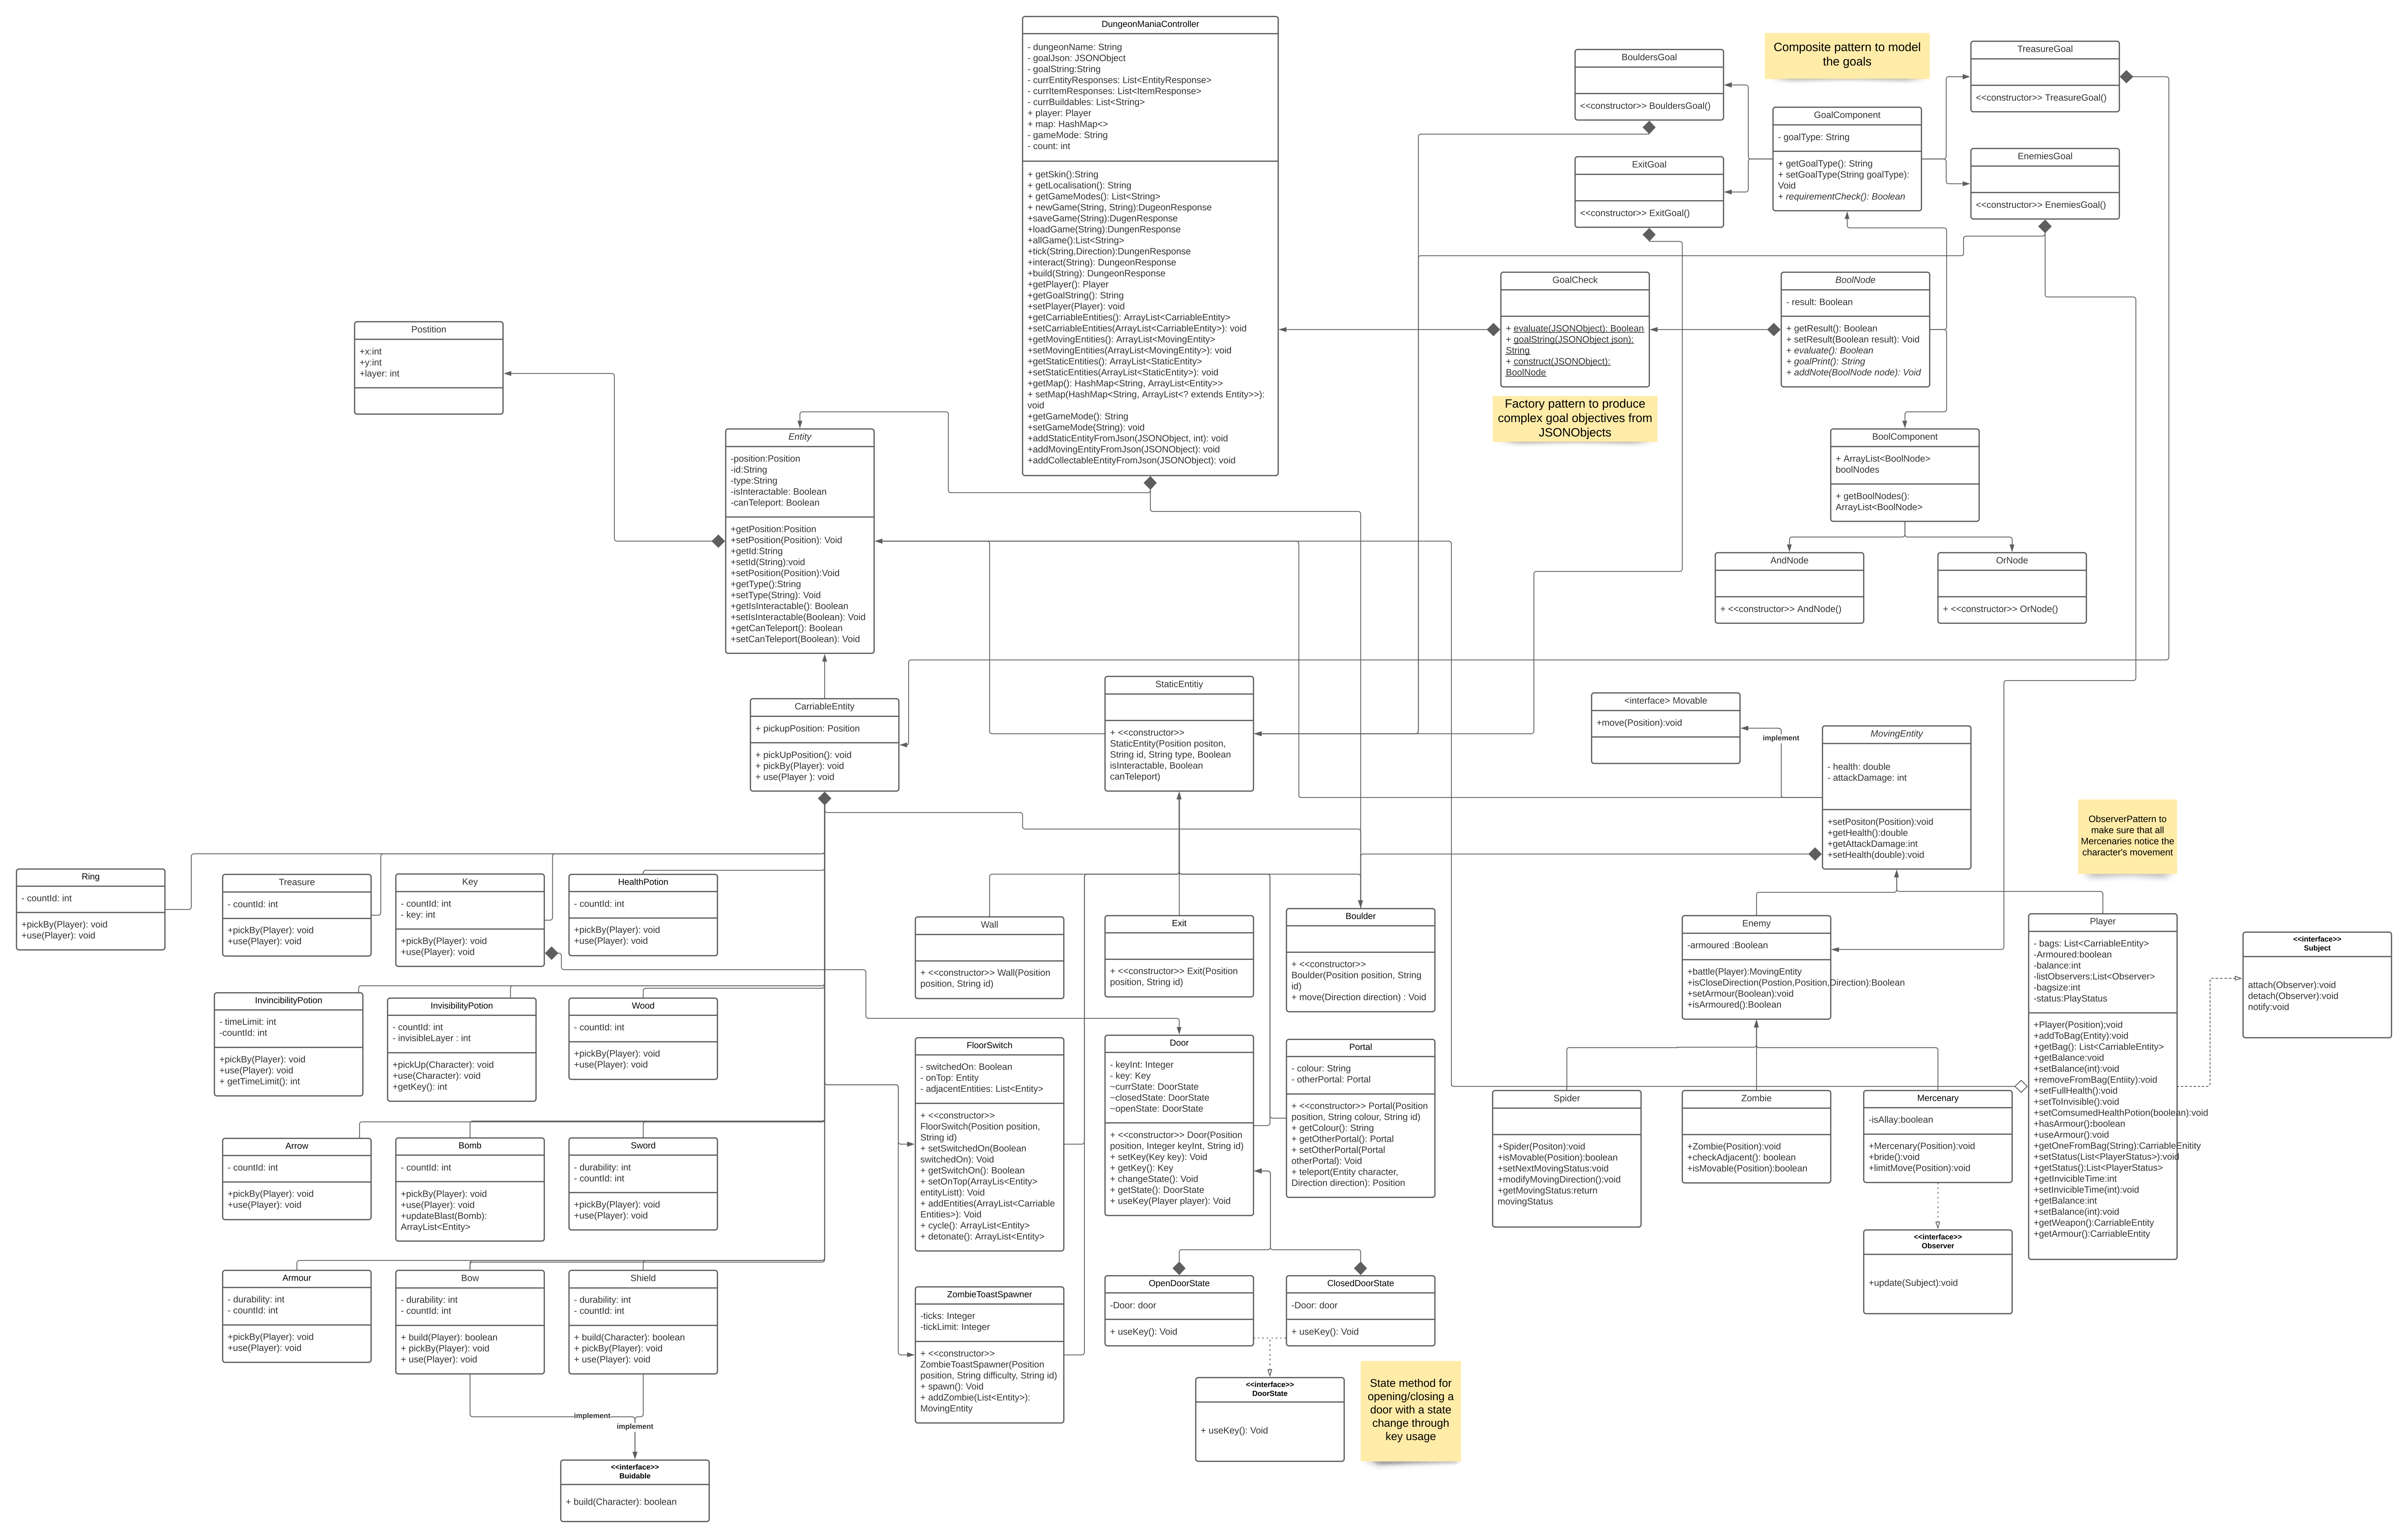 DungeonManiaController
- dungeonName: String
- goalJson: JSONObject
- goalString:String
- currEntityResponses: List<EntityResponse>
- currItemResponses: List<ItemResponse>
- currBuildables: List<String>
+ player: Player
+ map: HashMap<>
- gameMode: String
- count: int
+ getSkin():String
+ getLocalisation(): String
+ getGameModes(): List<String>
+ newGame(String, String):DugeonResponse
+saveGame(String):DugenResponse
+loadGame(String):DungenResponse
+allGame():List<String>
+tick(String,Direction):DungenResponse
+interact(String): DungeonResponse
+build(String): DungeonResponse
+getPlayer(): Player
+getGoalString(): String
+setPlayer(Player): void
+getCarriableEntities(): ArrayList<CarriableEntity>
+setCarriableEntities(ArrayList<CarriableEntity>): void
+getMovingEntities(): ArrayList<MovingEntity>
+setMovingEntities(ArrayList<MovingEntity>): void
+getStaticEntities(): ArrayList<StaticEntity>
+setStaticEntities(ArrayList<StaticEntity>): void
+getMap(): HashMap<String, ArrayList<Entity>>
+ setMap(HashMap<String, ArrayList<? extends Entity>>):
void
+getGameMode(): String
+setGameMode(String): void
+addStaticEntityFromJson(JSONObject, int): void
+addMovingEntityFromJson(JSONObject): void
+addCollectableEntityFromJson(JSONObject): void
BouldersGoal
<<constructor>> BouldersGoal()
Composite pattern to model
the goals
TreasureGoal
<<constructor>> TreasureGoal()
GoalComponent
- goalType: String
+ getGoalType(): String
+ setGoalType(String goalType):
Void
+ requirementCheck(): Boolean
ExitGoal
<<constructor>> ExitGoal()
EnemiesGoal
<<constructor>> EnemiesGoal()
GoalCheck
+ evaluate(JSONObject): Boolean
+ goalString(JSONObject json):
String
+ construct(JSONObject):
BoolNode
Factory pattern to produce
complex goal objectives from
JSONObjects
BoolNode
- result: Boolean
+ getResult(): Boolean
+ setResult(Boolean result): Void
+ evaluate(): Boolean
+ goalPrint(): String
+ addNote(BoolNode node): Void
BoolComponent
+ ArrayList<BoolNode>
boolNodes
+ getBoolNodes():
ArrayList<BoolNode>
AndNode
+ <<constructor>> AndNode()
OrNode
+ <<constructor>> OrNode()
Postition
+x:int
+y:int
+layer: int
Entity
-position:Position
-id:String
-type:String
-isInteractable: Boolean
-canTeleport: Boolean
+getPosition:Position
+setPosition(Position): Void
+getId:String
+setId(String):void
+setPosition(Position):Void
+getType():String
+setType(String): Void
+getIsInteractable(): Boolean
+setIsInteractable(Boolean): Void
+getCanTeleport(): Boolean
+setCanTeleport(Boolean): Void
CarriableEntity
+ pickupPosition: Position
+ pickUpPosition(): void
+ pickBy(Player): void
+ use(Player ): void
StaticEntitiy
+ <<constructor>>
StaticEntity(Position positon,
String id, String type, Boolean
isInteractable, Boolean
canTeleport)
<interface> Movable
+move(Position):void
implement
MovingEntity
- health: double
- attackDamage: int
+setPositon(Position):void
+getHealth():double
+getAttackDamage:int
+setHealth(double):void
ObserverPattern to
make sure that all
Mercenaries notice the
character's movement
Ring
- countId: int
+pickBy(Player): void
+use(Player): void
Treasure
- countId: int
+pickBy(Player): void
+use(Player): void
Key
- countId: int
- key: int
+pickBy(Player): void
+use(Player): void
HealthPotion
- countId: int
+pickBy(Player): void
+use(Player): void
Wall
+ <<constructor>> Wall(Position
position, String id)
Exit
+ <<constructor>> Exit(Position
position, String id)
Boulder
+ <<constructor>>
Boulder(Position position, String
id)
+ move(Direction direction) : Void
Enemy
-armoured :Boolean
+battle(Player):MovingEntity
+isCloseDirection(Postion,Position,Direction):Boolean
+setArmour(Boolean):void
+isArmoured():Boolean
Player
- bags: List<CarriableEntity>
-Armoured:boolean
-balance:int
-listObservers:List<Observer>
-bagsize:int
-status:PlayStatus
+Player(Position);void
+addToBag(Entity):void
+getBag(): List<CarriableEntity>
+getBalance:void
+setBalance(int):void
+removeFromBag(Entiity):void
+setFullHealth():void
+setToInvisible():void
+setComsumedHealthPotion(boolean):void
+hasArmour():boolean
+useArmour():void
+getOneFromBag(String):CarriableEntity
+setStatus(List<PlayerStatus>):void
+getStatus():List<PlayerStatus>
+getInvicibleTime:int
+setInvicibleTime(int):void
+getBalance:int
+setBalance(int):void
+getWeapon():CarriableEntity
+getArmour():CarriableEntity
<<interface>>
Subject
attach(Observer):void
detach(Observer):void
notify:void
InvincibilityPotion
- timeLimit: int
-countId: int
+pickBy(Player): void
+use(Player): void
+ getTimeLimit(): int
InvisibilityPotion
- countId: int
- invisibleLayer : int
+pickUp(Character): void
+use(Character): void
+getKey(): int
Wood
- countId: int
+pickBy(Player): void
+use(Player): void
FloorSwitch
- switchedOn: Boolean
- onTop: Entity
- adjacentEntities: List<Entity>
+ <<constructor>>
FloorSwitch(Position position,
String id)
+ setSwitchedOn(Boolean
switchedOn): Void
+ getSwitchOn(): Boolean
+ setOnTop(ArrayLis<Entity>
entityList): Void
+ addEntities(ArrayList<Carriable
Entities>): Void
+ cycle(): ArrayList<Entity>
+ detonate(): ArrayList<Entity>
Door
- keyInt: Integer
- key: Key
~currState: DoorState
~closedState: DoorState
~openState: DoorState
+ <<constructor>> Door(Position
position, Integer keyInt, String id)
+ setKey(Key key): Void
+ getKey(): Key
+ changeState(): Void
+ getState(): DoorState
+ useKey(Player player): Void
Portal
- colour: String
- otherPortal: Portal
+ <<constructor>> Portal(Position
position, String colour, String id)
+ getColour(): String
+ getOtherPortal(): Portal
+ setOtherPortal(Portal
otherPortal): Void
+ teleport(Entity character,
Direction direction): Position
Spider
+Spider(Positon):void
+isMovable(Position):boolean
+setNextMovingStatus:void
+modifyMovingDirection():void
+getMovingStatus:return
movingStatus
Zombie
+Zombie(Position):void
+checkAdjacent(): boolean
+isMovable(Position):boolean
Mercenary
-isAllay:boolean
+Mercenary(Position):void
+bride():void
+limitMove(Position):void
<<interface>>
Observer
+update(Subject):void
Arrow
- countId: int
+pickBy(Player): void
+use(Player): void
Bomb
- countId: int
+pickBy(Player): void
+use(Player): void
+updateBlast(Bomb):
ArrayList<Entity>
Sword
- durability: int
- countId: int
+pickBy(Player): void
+use(Player): void
Armour
- durability: int
- countId: int
+pickBy(Player): void
+use(Player): void
Bow
- durability: int
- countId: int
+ build(Player): boolean
+ pickBy(Player): void
+ use(Player): void
Shield
- durability: int
- countId: int
+ build(Character): boolean
+ pickBy(Player): void
+ use(Player): void
ZombieToastSpawner
-ticks: Integer
-tickLimit: Integer
+ <<constructor>>
ZombieToastSpawner(Position
position, String difficulty, String id)
+ spawn(): Void
+ addZombie(List<Entity>):
MovingEntity
OpenDoorState
-Door: door
+ useKey(): Void
ClosedDoorState
-Door: door
+ useKey(): Void
<<interface>>
DoorState
+ useKey(): Void
State method for
opening/closing a
door with a state
change through
key usage
implement
implement
<<interface>>
Buidable
+ build(Character): boolean